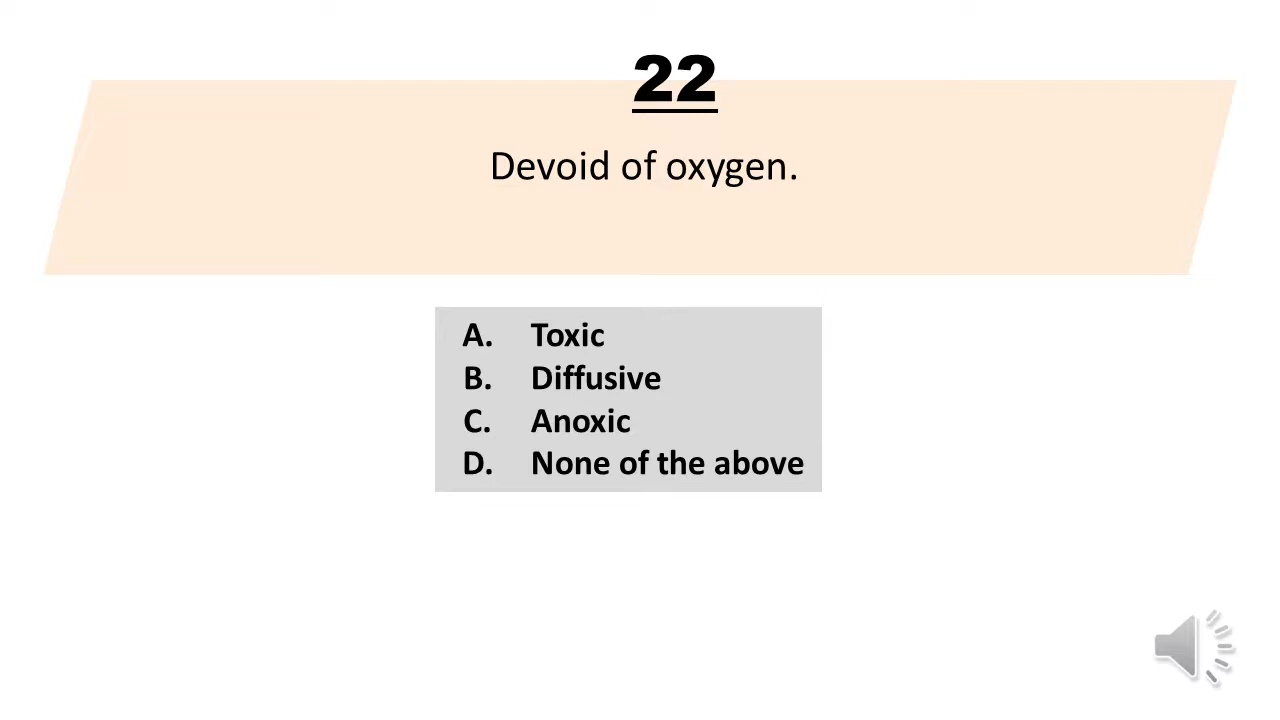 22
Devoid of oxygen.
A. Toxic
B. Diffusive
C. Anoxic
D. None of the above